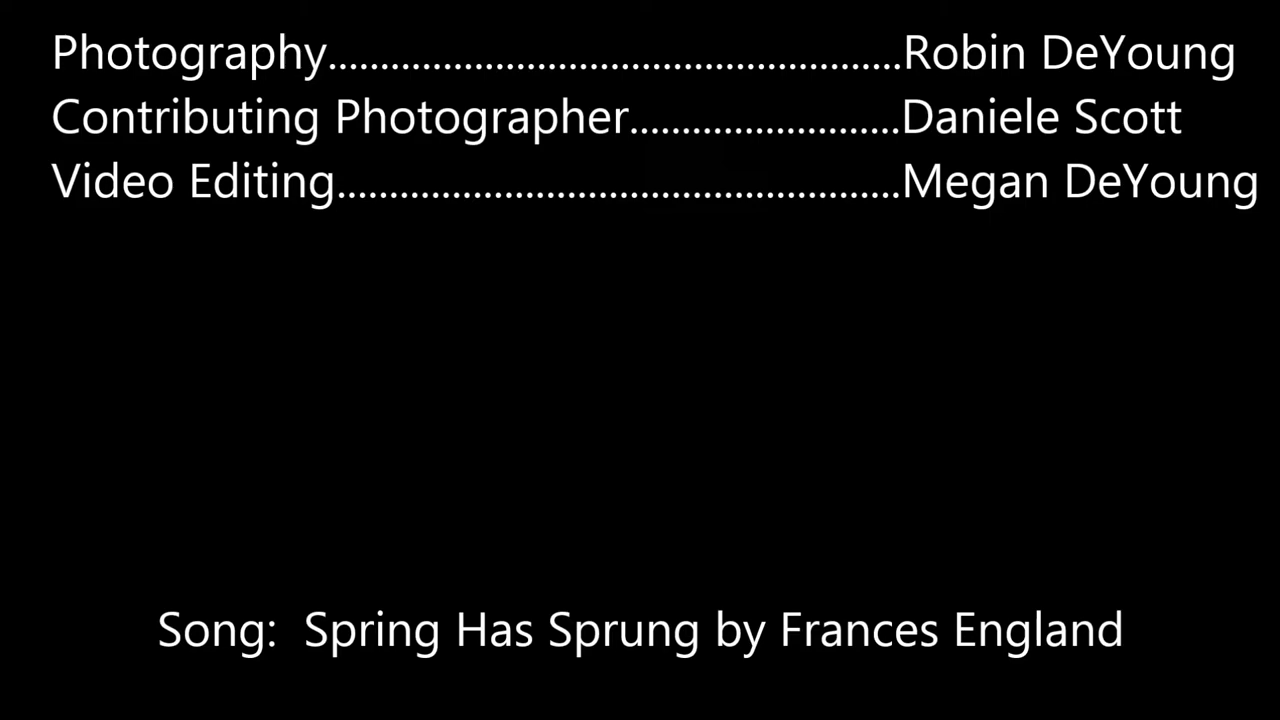 Photography..........................................................Robin DeYoung
Contributing Photographer...........................Daniele Scott
Video Editing.........................................................Megan DeYoung
Song:  Spring Has Sprung by Frances England